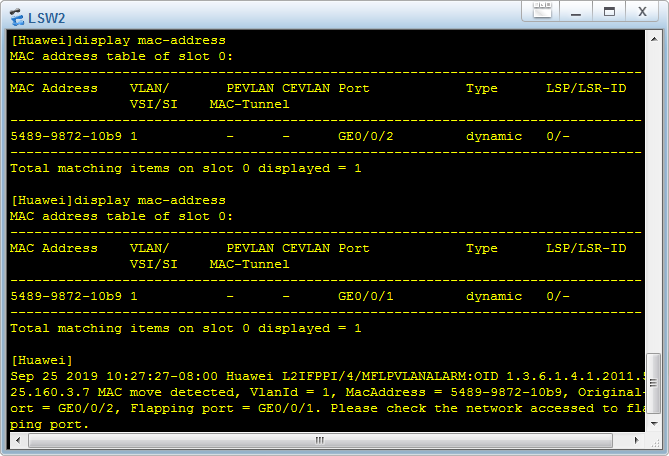 LSW2
[Huawei]display mac-address
MAC address table of slot 0:
-------------------------------------------------------------------------------
MAC Address    VLAN/       PEVLAN CEVLAN Port            Type      LSP/LSR-ID
               VSI/SI    MAC-Tunnel
-------------------------------------------------------------------------------
5489-9872-10b9 1           -      -      GE0/0/2         dynamic   0/-
-------------------------------------------------------------------------------
Total matching items on slot 0 displayed = 1
[Huawei]display mac-address
MAC address table of slot 0:
-------------------------------------------------------------------------------
MAC Address    VLAN/       PEVLAN CEVLAN Port            Type      LSP/LSR-ID
               VSI/SI    MAC-Tunnel
-------------------------------------------------------------------------------
5489-9872-10b9 1           -      -      GE0/0/1         dynamic   0/-
-------------------------------------------------------------------------------
Total matching items on slot 0 displayed = 1
[Huawei]
Sep 25 2019 10:27:27-08:00 Huawei L2IFPPI/4/MFLPVLANALARM:OID 1.3.6.1.4.1.2011.5
25.160.3.7 MAC move detected, VlanId = 1, MacAddress = 5489-9872-10b9, Original-
ort = GE0/0/2, Flapping port = GE0/0/1. Please check the network accessed to fla
ping port.